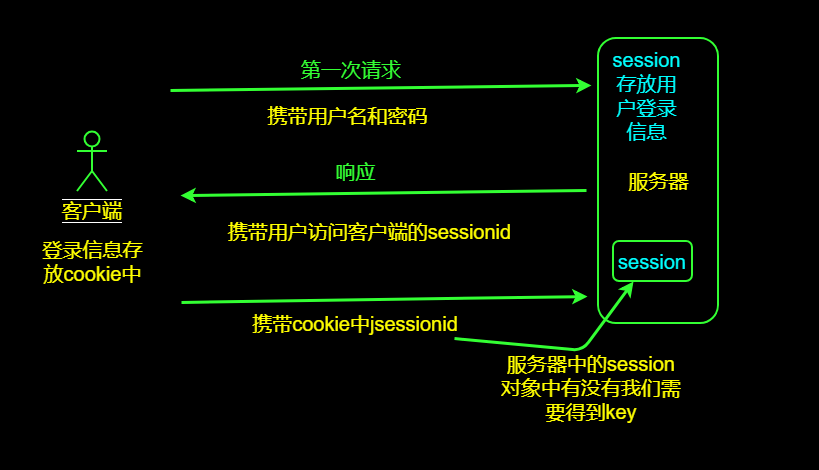 第一次请求
携带用户名和密码
session
存放用
户登录
信息
响应
服务器
客户端
携带用户访问客户端的sessionid
登录信息存
放cookie中
session
携带cookie中jsessionid
服务器中的session
对象中有没有我们需
要得到key